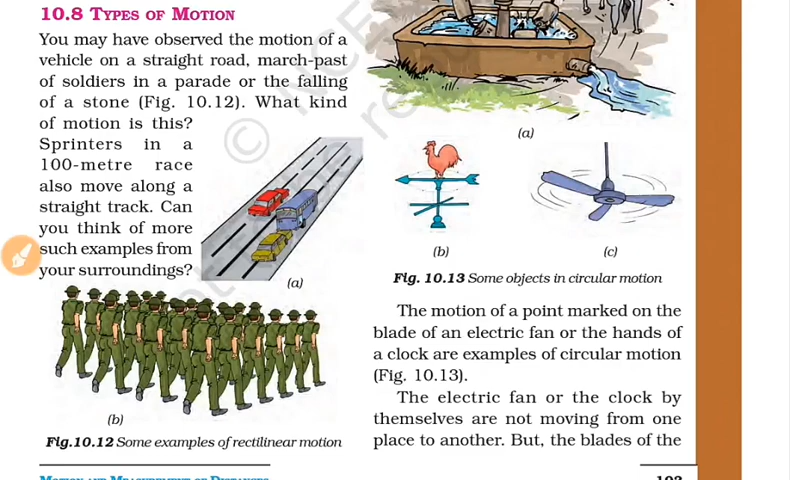 10.8 TYPES OF MOTION
You may have observed the motion of a
vehicle on a straight road, march-past
of soldiers in a parade or the falling
of a stone (Fig. 10.12). What kind
of motion is this?
Sprinters in a
100-metre race
also move along a
straight track. Can
you think of more
such examples from
your surroundings?
(a)
(b)
Fig.10.12 Some examples of rectilinear motion
(a)
(b)
(c)
Fig. 10.13 Some objects in circular motion
The motion of a point marked on the
blade of an electric fan or the hands of
a clock are examples of circular motion
(Fig. 10.13).
The electric fan or the clock by
themselves are not moving from one
place to another. But, the blades of the
MOTION AND MEASUREMENT OF DISTANCES